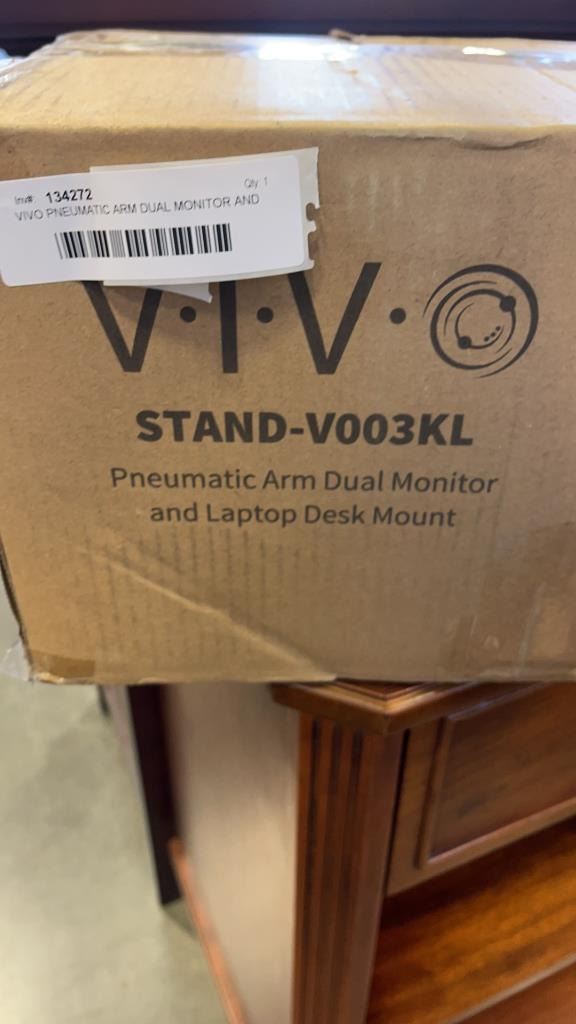 Inv#: 134272 Qty: 1
VIVO PNEUMATIC ARM DUAL MONITOR AND
V·I·V·O
STAND-V003KL
Pneumatic Arm Dual Monitor
and Laptop Desk Mount